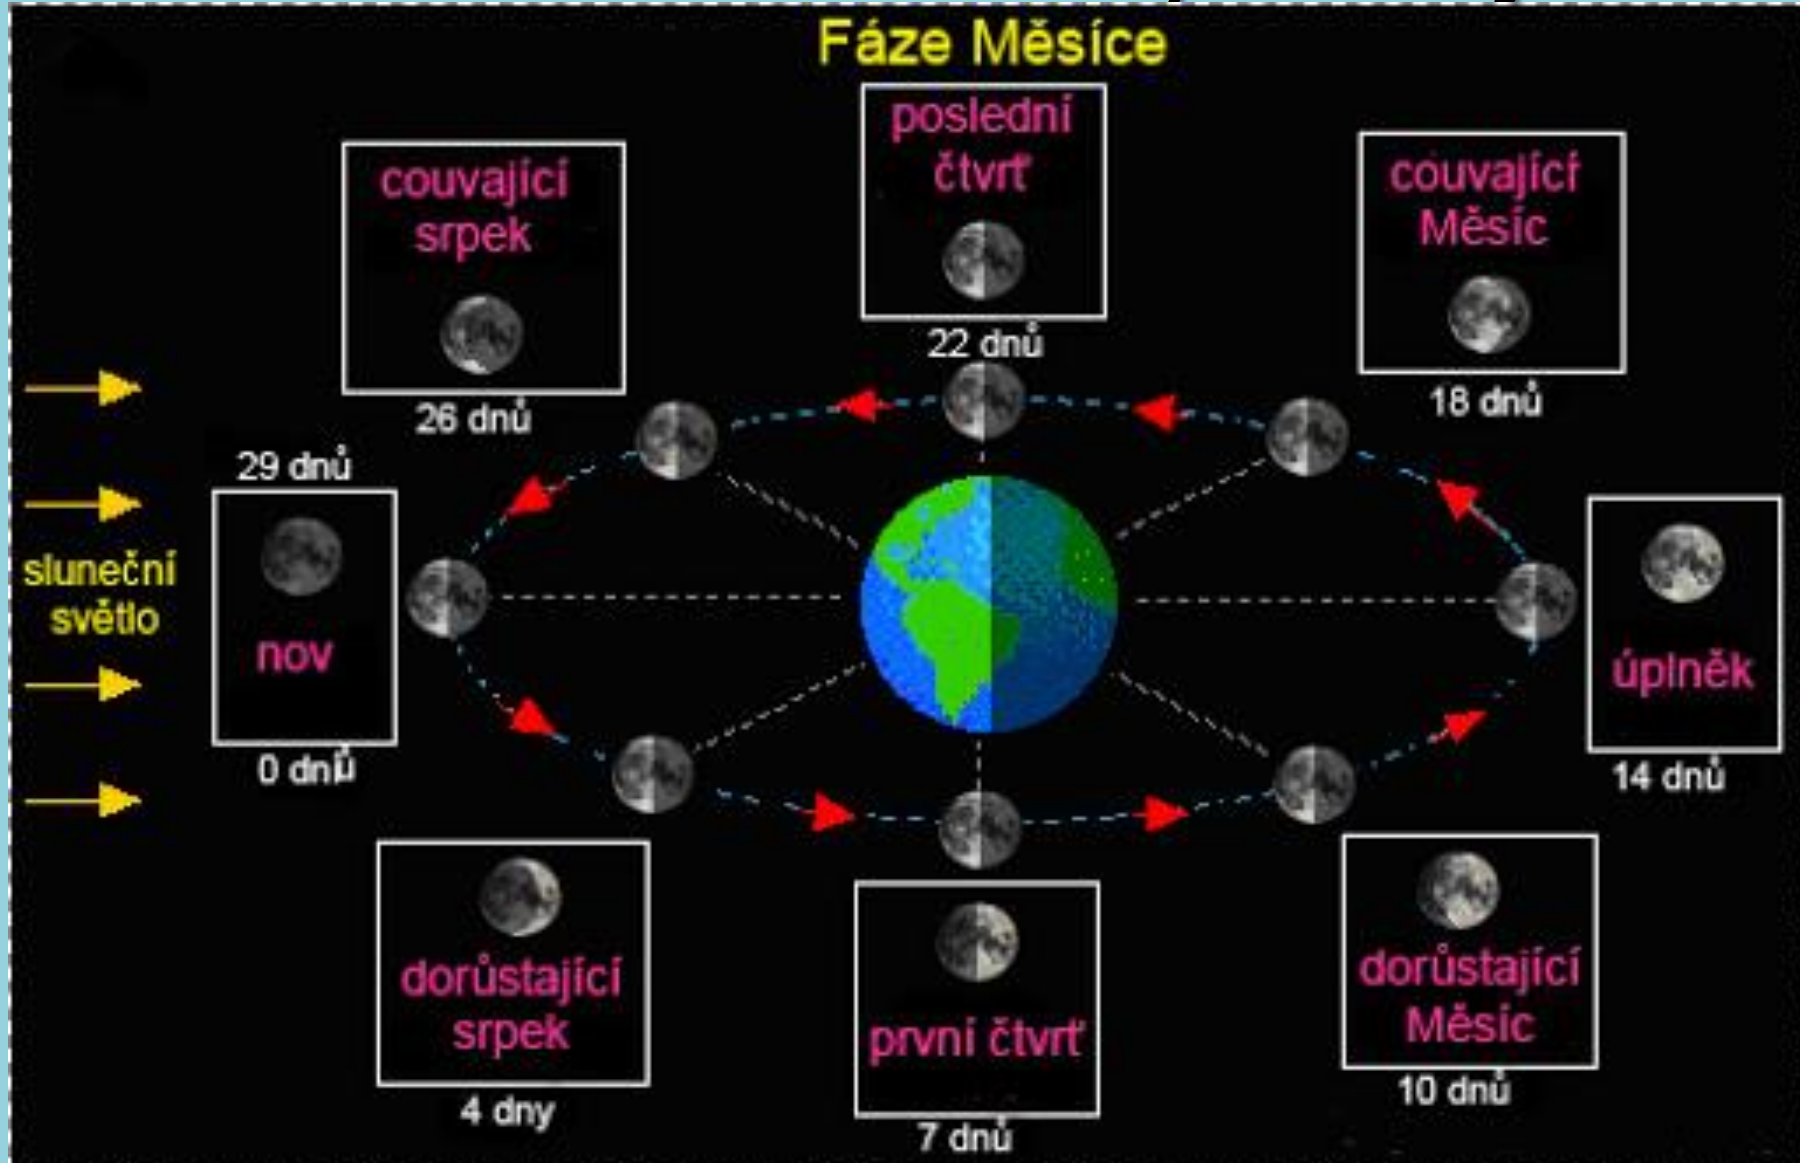 Fáze Měsíce
poslední
čtvrť
22 dnů
couvající
srpek
26 dnů
couvající
Měsíc
18 dnů
29 dnů
nov
0 dnů
sluneční
světlo
úplněk
14 dnů
dorůstající
srpek
4 dny
první čtvrť
7 dnů
dorůstající
Měsíc
10 dnů